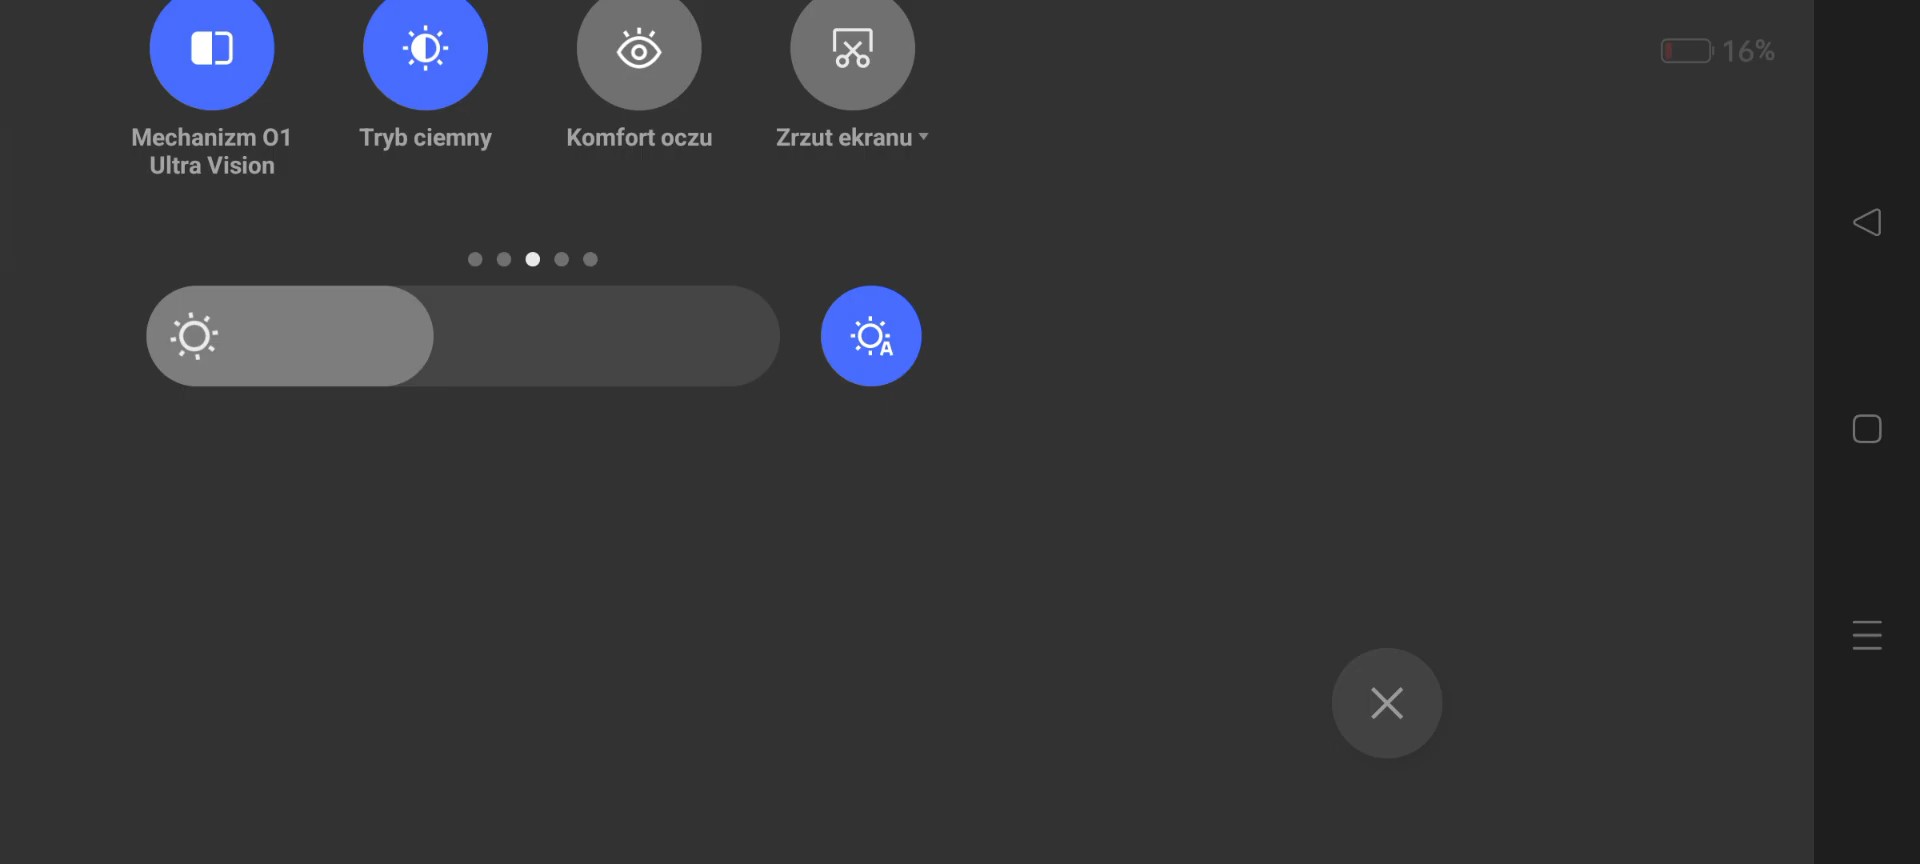 16%
Mechanizm O1
Ultra Vision
Tryb ciemny
Komfort oczu
Zrzut ekranu
A